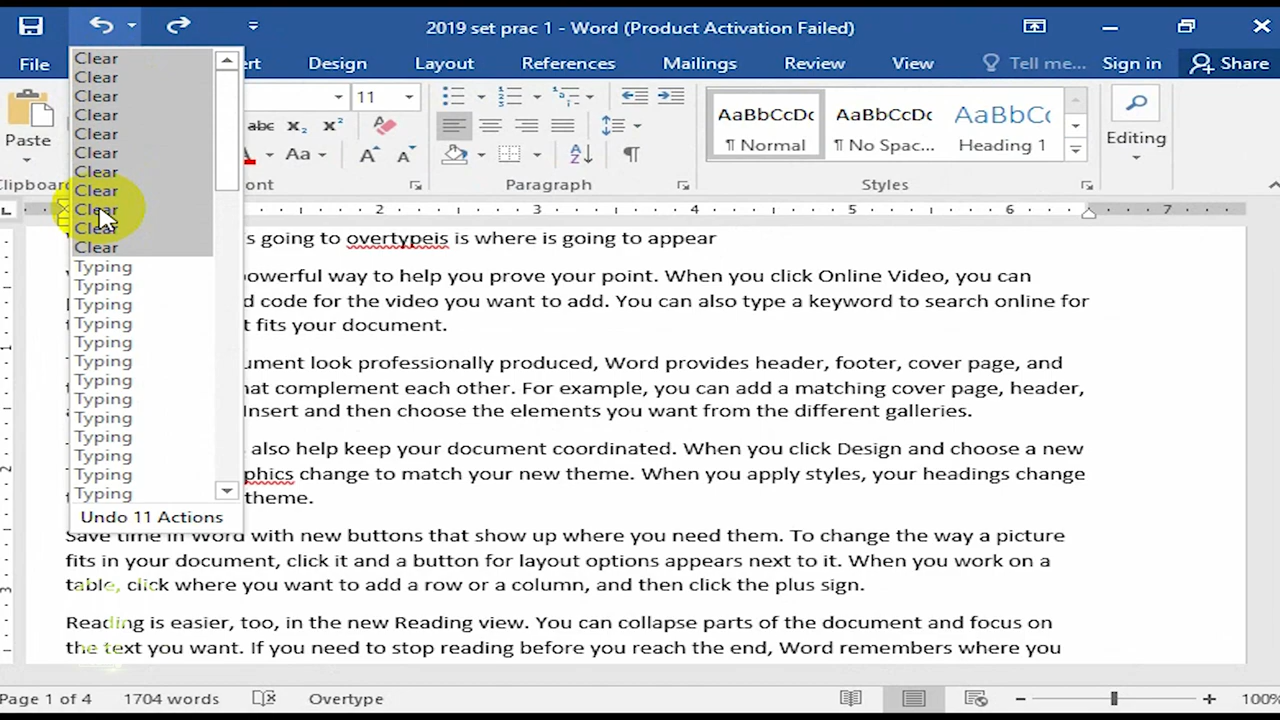 2019 set prac 1 - Word (Product Activation Failed)
File
Design
Layout
References
Mailings
Review
View
Tell me...
Sign in
Share
Paste
11
abc
X₂
X²
Aa
AaBbCcDc
¶ Normal
AaBbCcDc
¶ No Spac...
AaBbCc
Heading 1
Editing
Paragraph
Styles
2 3 4 5 6 7
Clear
Clear
Clear
Clear
Clear
Clear
Clear
Clear
Clear
Clear
Clear
Typing
Typing
Typing
Typing
Typing
Typing
Typing
Typing
Typing
Typing
Typing
Typing
Typing
Undo 11 Actions
s going to overtypeis is where is going to appear
powerful way to help you prove your point. When you click Online Video, you can
code for the video you want to add. You can also type a keyword to search online for
fits your document.
look professionally produced, Word provides header, footer, cover page, and
complement each other. For example, you can add a matching cover page, header,
Insert and then choose the elements you want from the different galleries.
also help keep your document coordinated. When you click Design and choose a new
change to match your new theme. When you apply styles, your headings change
theme.
Save time in Word with new buttons that show up where you need them. To change the way a picture
fits in your document, click it and a button for layout options appears next to it. When you work on a
table, click where you want to add a row or a column, and then click the plus sign.
Reading is easier, too, in the new Reading view. You can collapse parts of the document and focus on
the text you want. If you need to stop reading before you reach the end, Word remembers where you
Page 1 of 4
1704 words
Overtype
100%